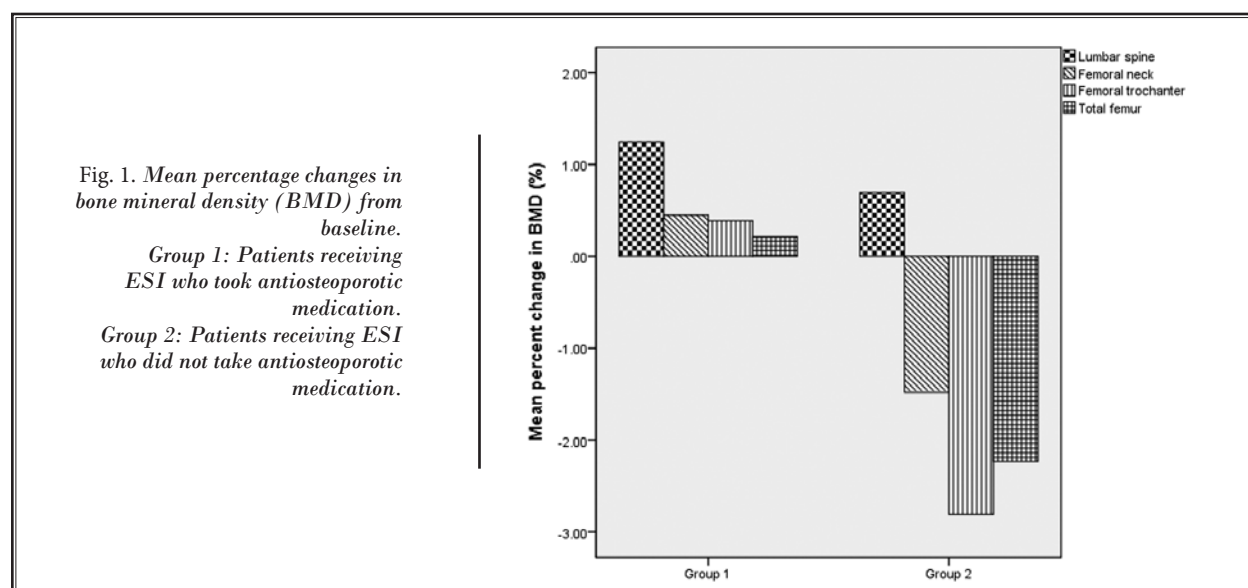 Fig. 1. Mean percentage changes in
bone mineral density (BMD) from
baseline.
Group 1: Patients receiving
ESI who took antiosteoporotic
medication.
Group 2: Patients receiving ESI
who did not take antiosteoporotic
medication.
Mean percent change in BMD (%)
2.00
1.00
.00
-1.00
-2.00
-3.00
Group 1
Group 2
Lumbar spine
Femoral neck
Femoral trochanter
Total femur